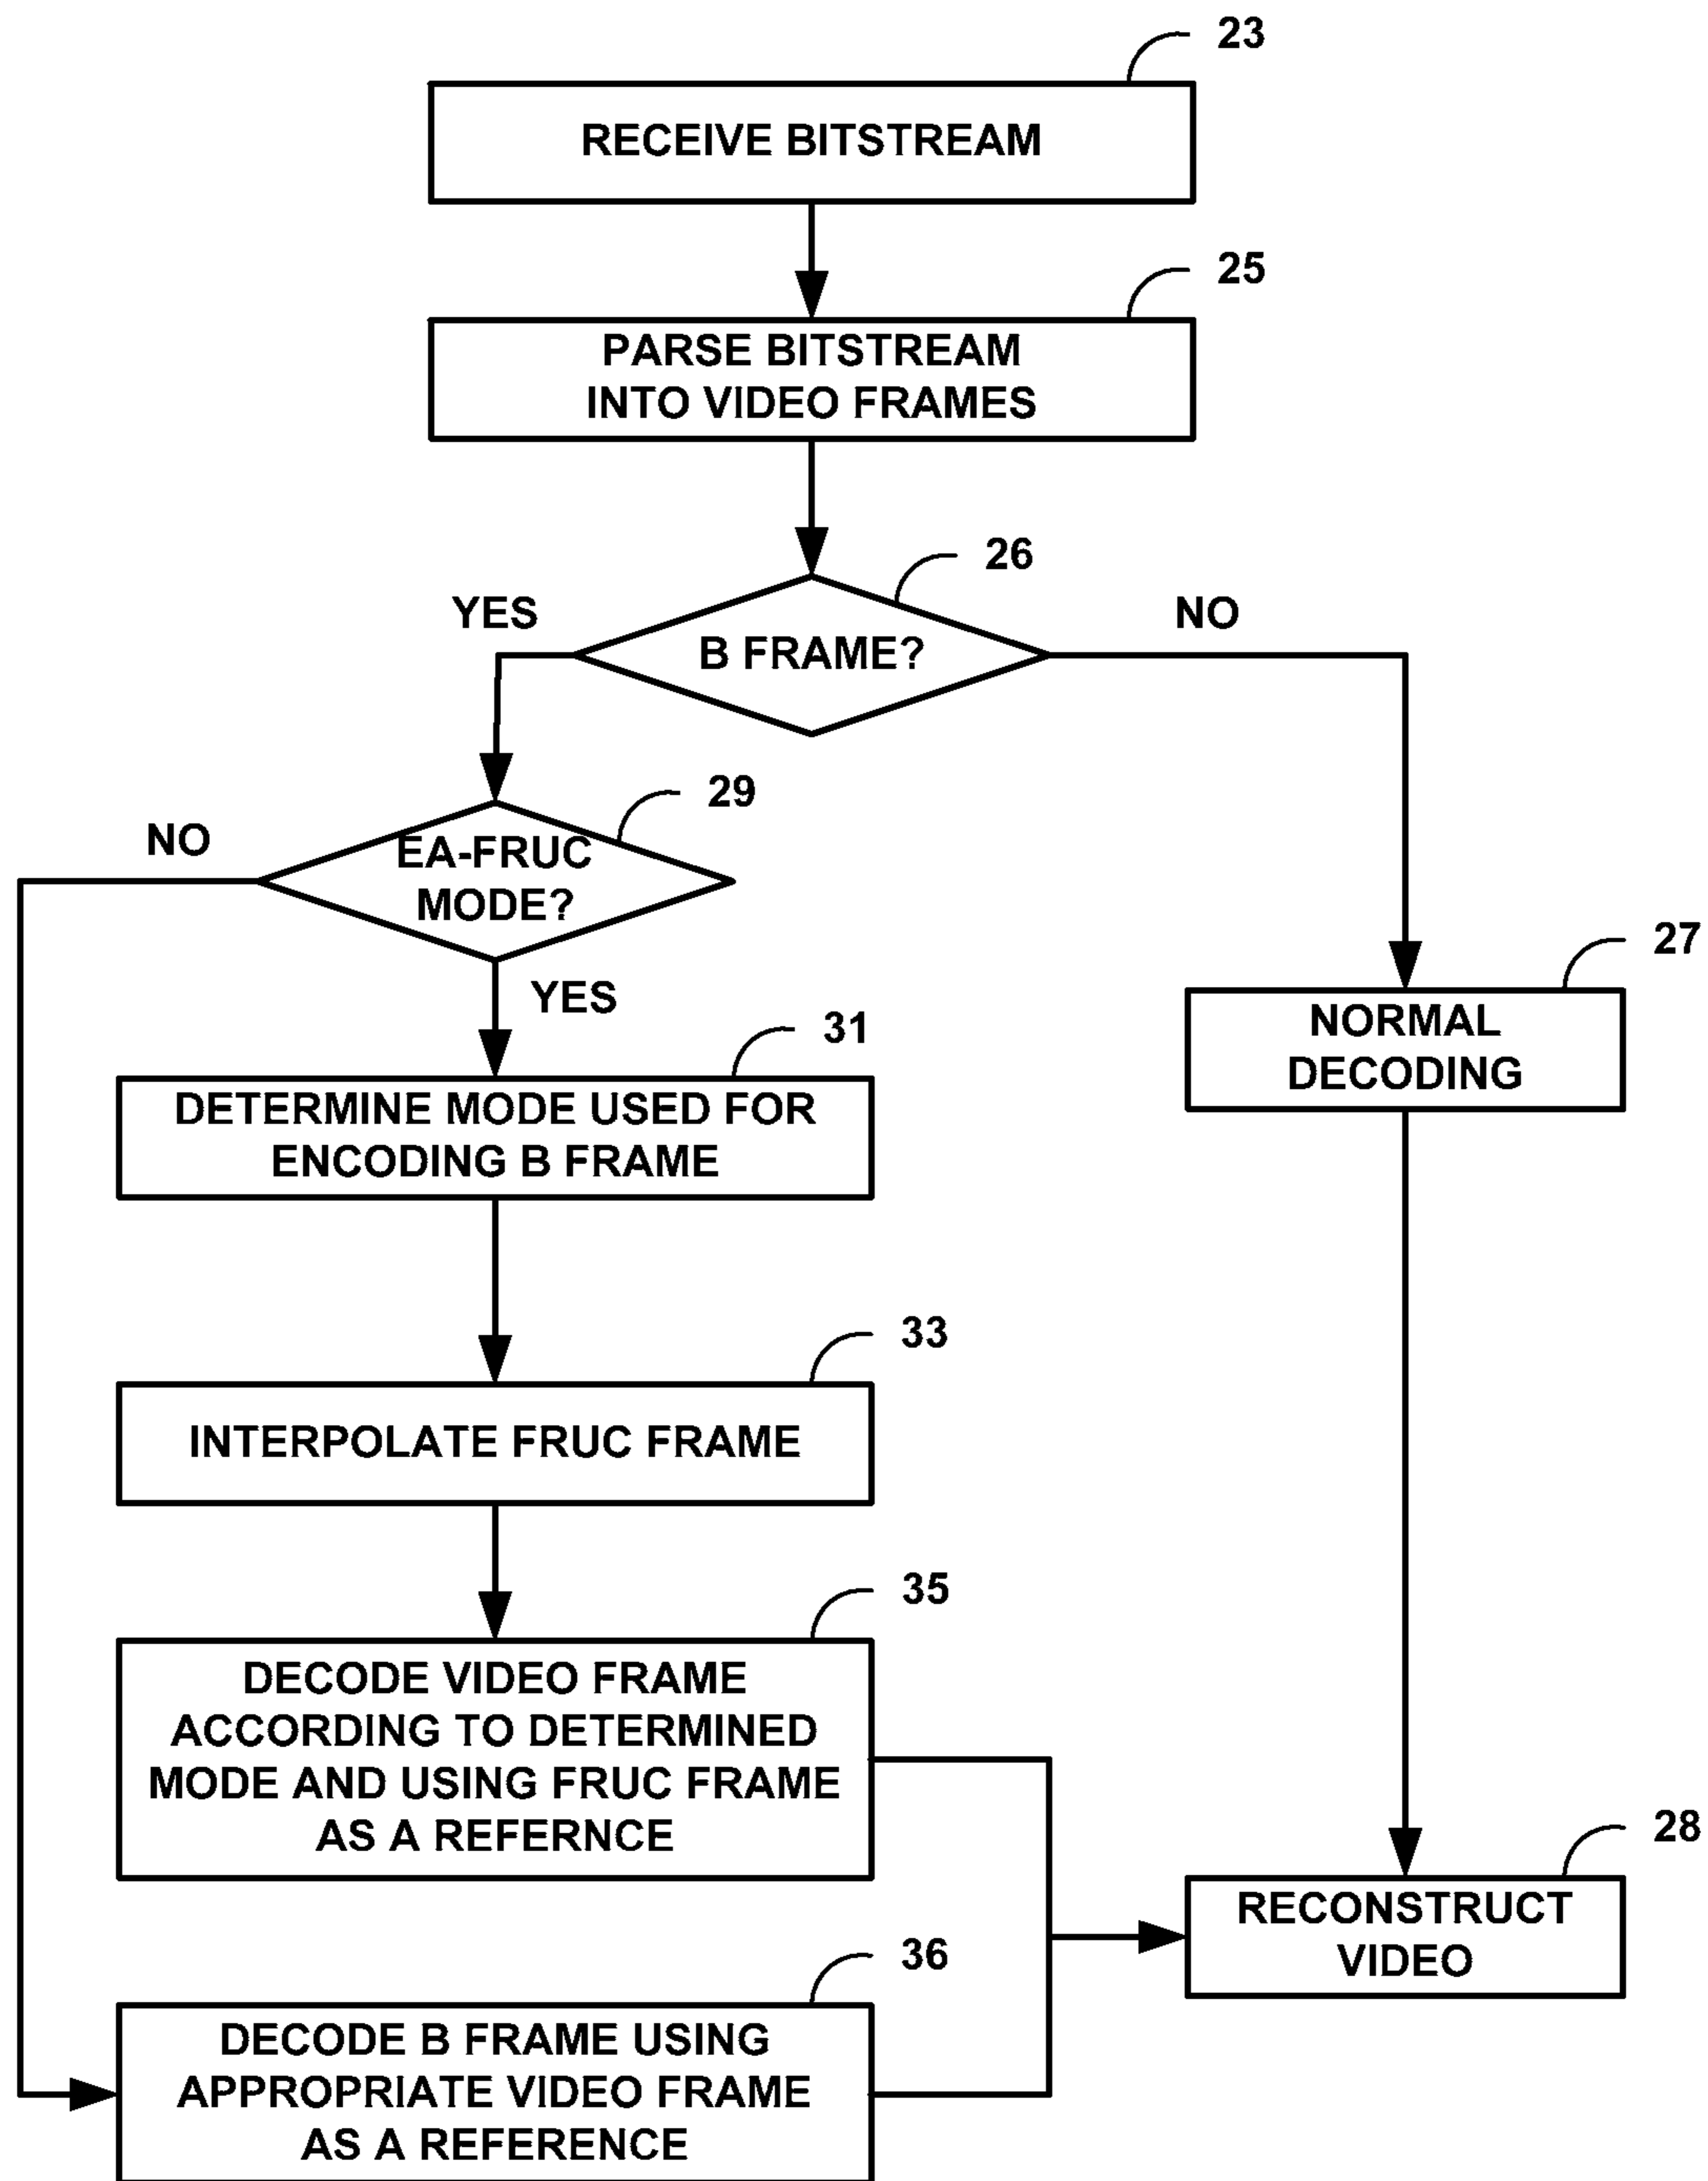 23
RECEIVE BITSTREAM
25
PARSE BITSTREAM
INTO VIDEO FRAMES
26
YES
NO
B FRAME?
29
NO
EA-FRUC
MODE?
27
YES
NORMAL
DECODING
31
DETERMINE MODE USED FOR
ENCODING B FRAME
33
INTERPOLATE FRUC FRAME
35
DECODE VIDEO FRAME
ACCORDING TO DETERMINED
MODE AND USING FRUC FRAME
AS A REFERNCE
28
RECONSTRUCT
VIDEO
36
DECODE B FRAME USING
APPROPRIATE VIDEO FRAME
AS A REFERENCE